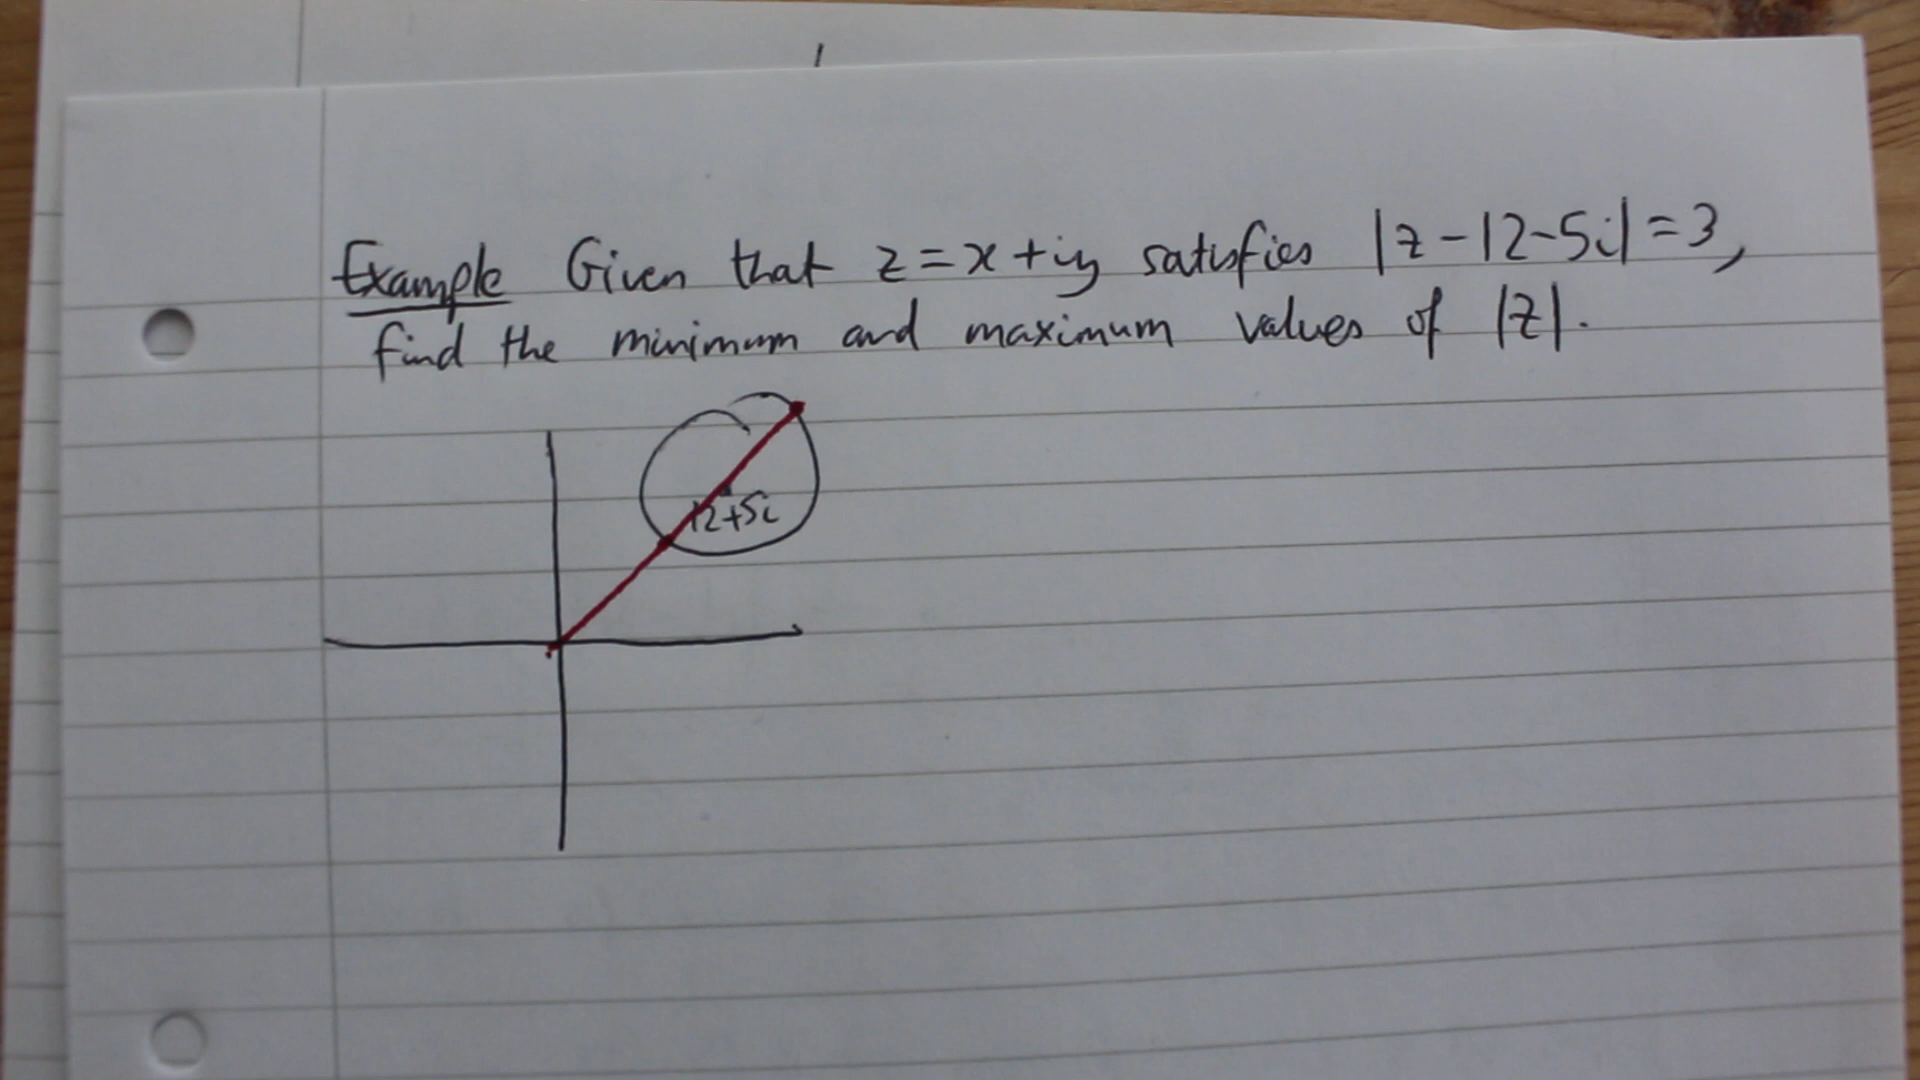 Example Given that z = x + iy satisfies |z - 12 - 5i| = 3,
find the minimum and maximum values of |z|.
12+5i